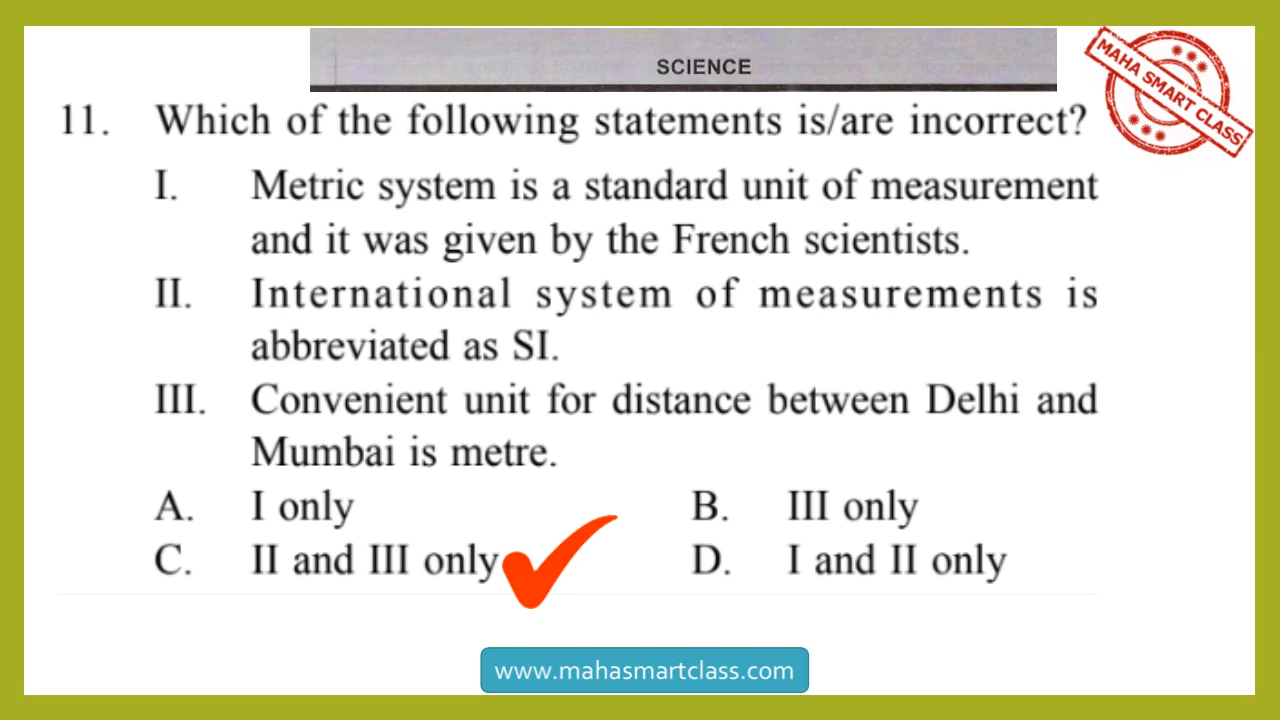 SCIENCE
MAHA SMART CLASS
11. Which of the following statements is/are incorrect?
I. Metric system is a standard unit of measurement
and it was given by the French scientists.
II. International system of measurements is
abbreviated as SI.
III. Convenient unit for distance between Delhi and
Mumbai is metre.
A. I only B. III only
C. II and III only D. I and II only
www.mahasmartclass.com